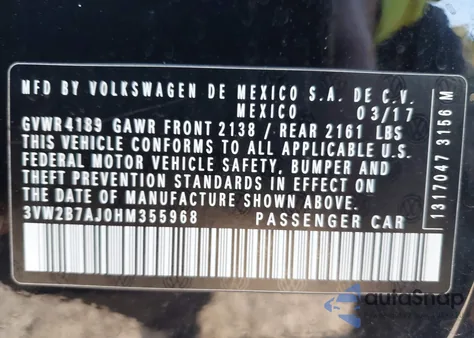 MFD BY VOLKSWAGEN DE MEXICO S.A. DE C.V.
MEXICO 03/17
GVWR 4189 GAWR FRONT 2138 / REAR 2161 LBS
THIS VEHICLE CONFORMS TO ALL APPLICABLE U.S.
FEDERAL MOTOR VEHICLE SAFETY, BUMPER AND
THEFT PREVENTION STANDARDS IN EFFECT ON
THE DATE OF MANUFACTURE SHOWN ABOVE.
3VW2B7AJ0HM355968 PASSENGER CAR
1317047 3156 M
autosnap